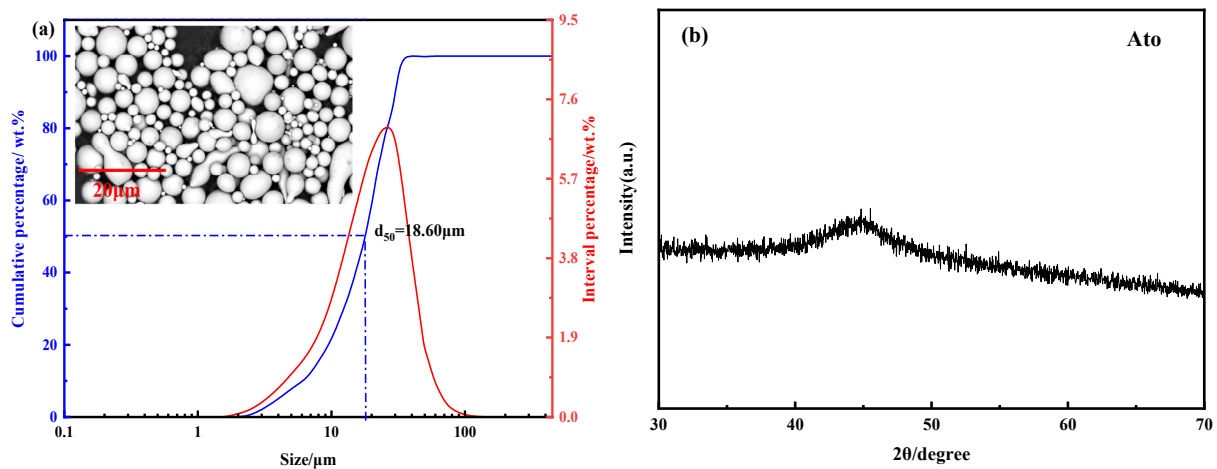 (a)
100
80
60
40
20
0
Cumulative percentage/ wt.%
20μm
d50=18.60μm
9.5
7.6
5.7
3.8
1.9
0.0
Interval percentage/wt.%
0.1 1 10 100
Size/μm
(b)
Ato
Intensity(a.u.)
30 40 50 60 70
2θ/degree